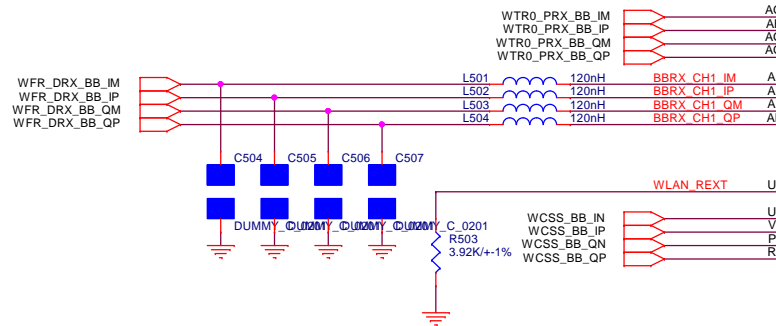 WTR0_PRX_BB_IM
WTR0_PRX_BB_IP
WTR0_PRX_BB_QM
WTR0_PRX_BB_QP
WFR_DRX_BB_IM L501 120nH BBRX_CH1_IM
WFR_DRX_BB_IP L502 120nH BBRX_CH1_IP
WFR_DRX_BB_QM L503 120nH BBRX_CH1_QM
WFR_DRX_BB_QP L504 120nH BBRX_CH1_QP
C504 C505 C506 C507
WLAN_REXT U
DUMMY_C_0201
R503
3.92K/+-1%
WCSS_BB_IN U
WCSS_BB_IP V
WCSS_BB_QN P
WCSS_BB_QP R